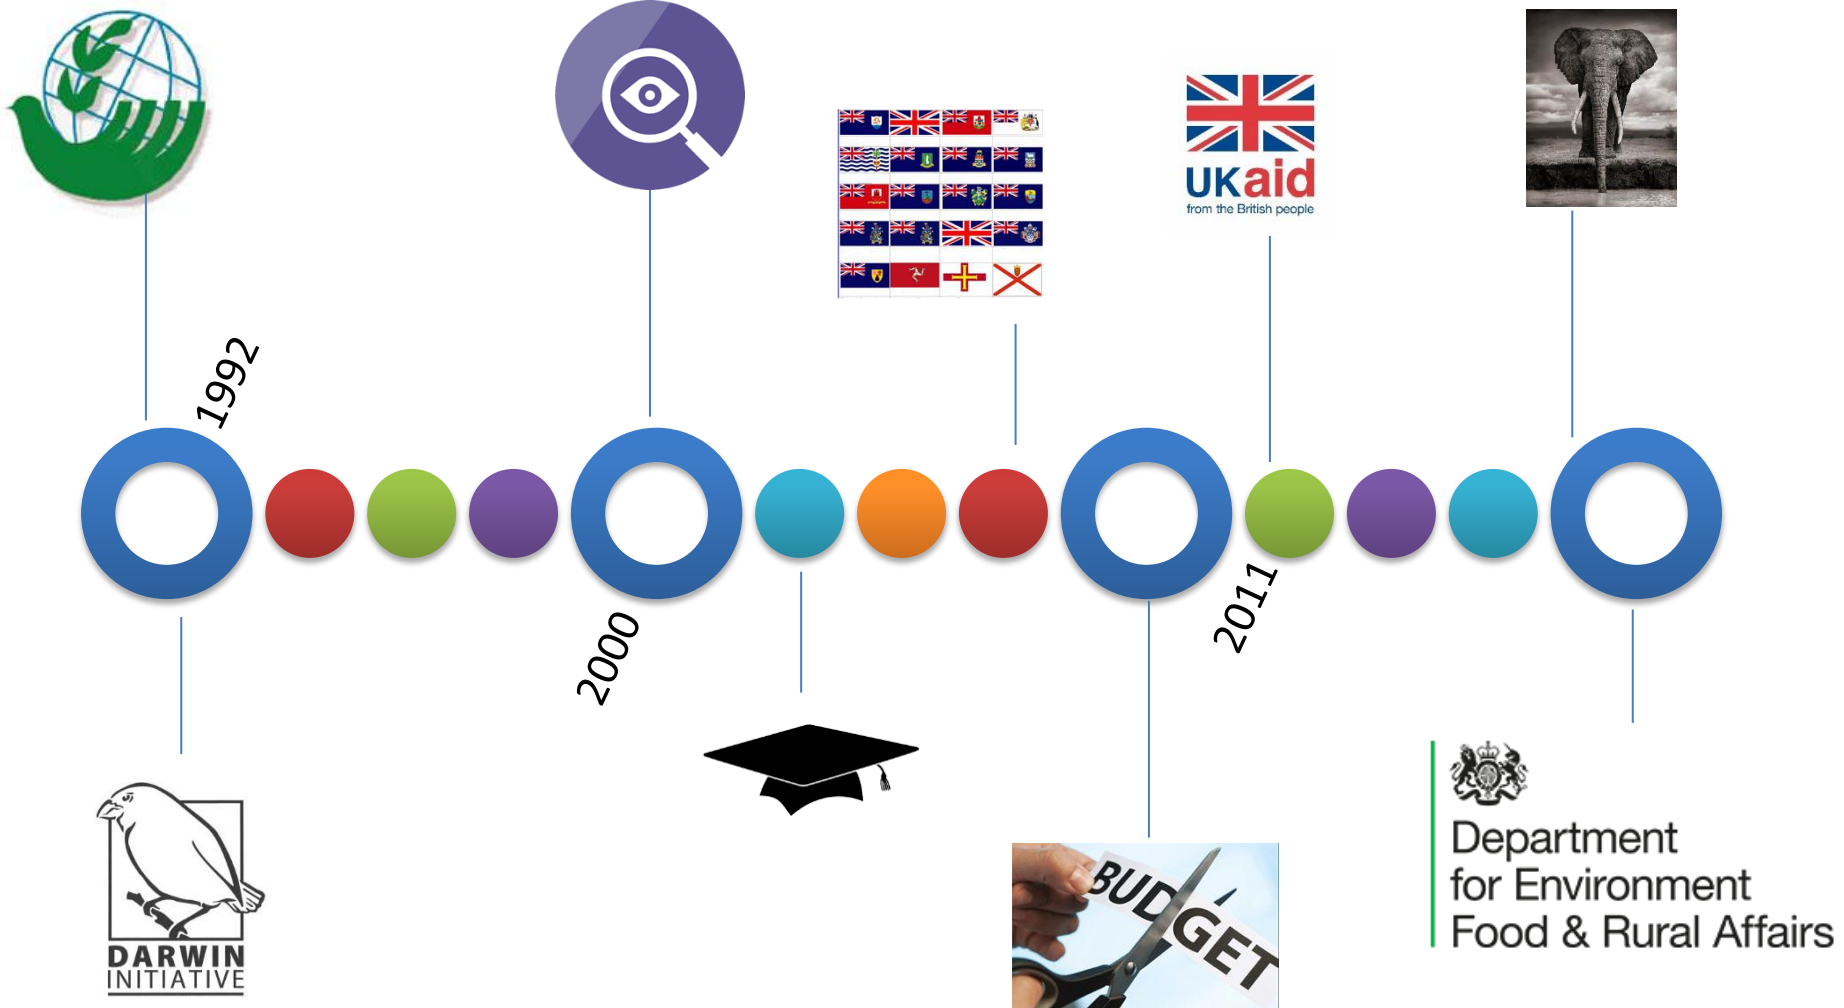 UKaid
from the British people
1992
2000
2011
DARWIN
INITIATIVE
BUDGET
Department
for Environment
Food & Rural Affairs